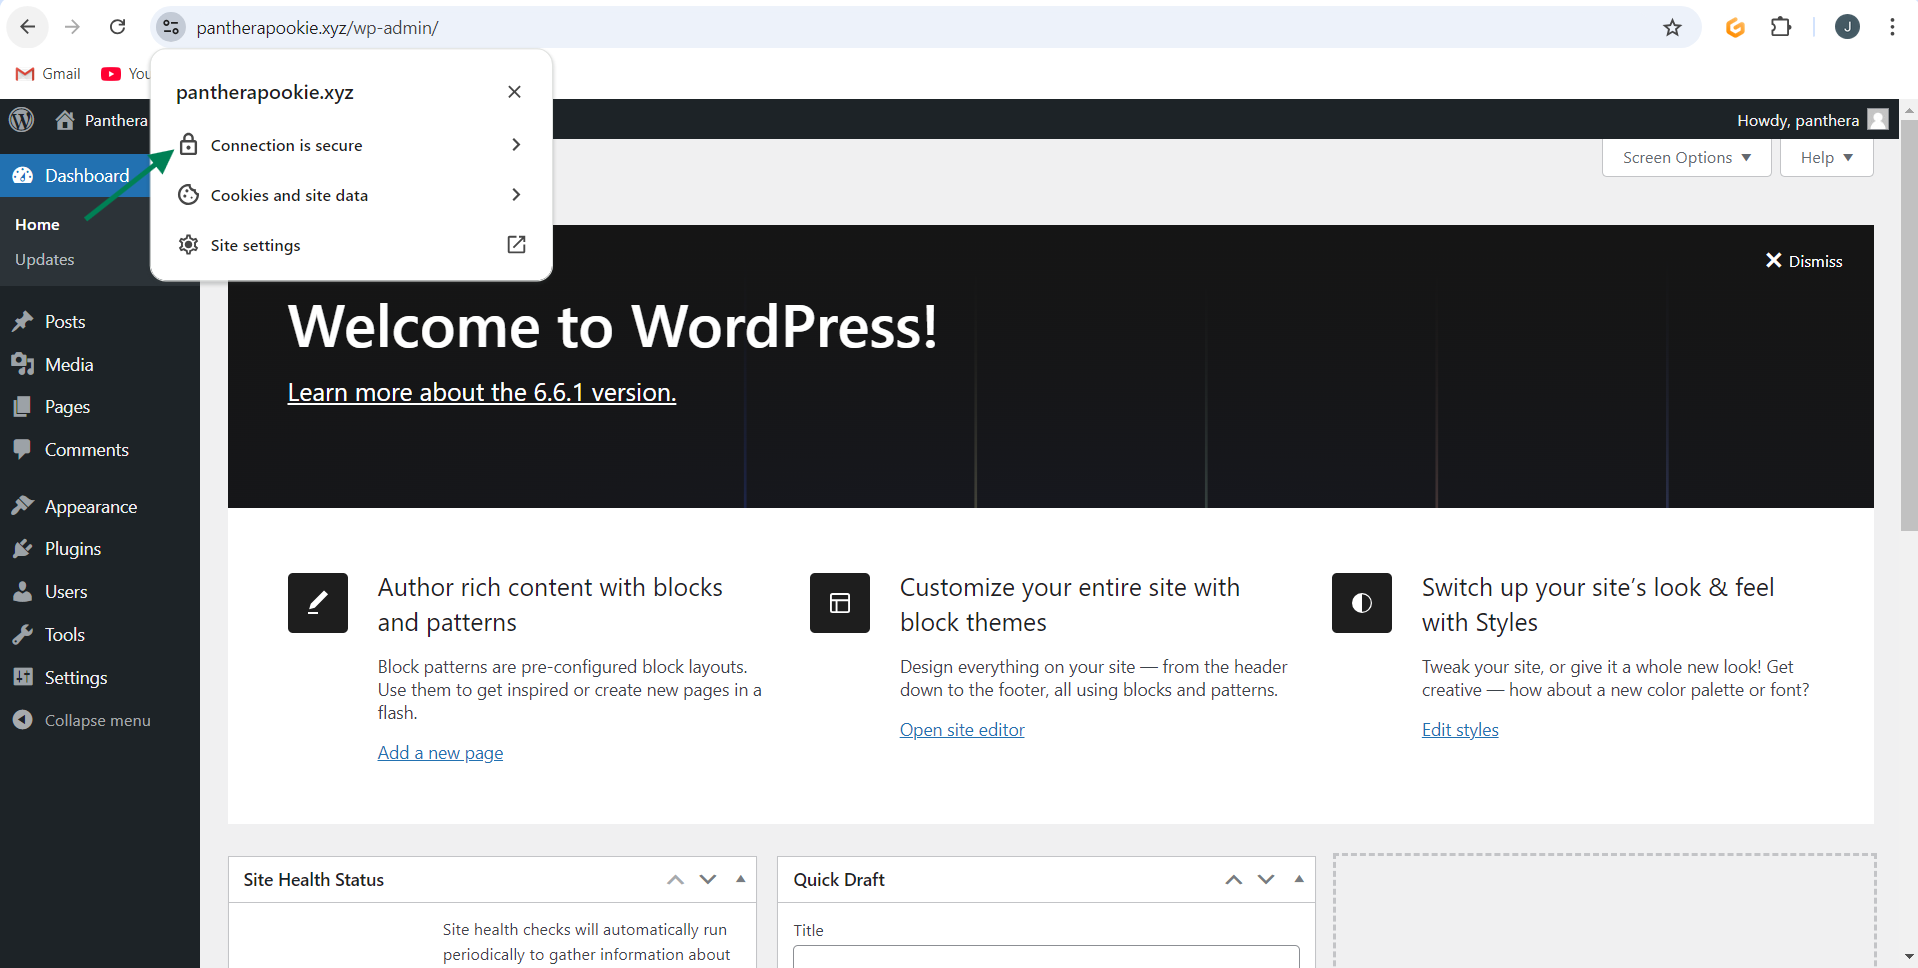 pantherapookie.xyz/wp-admin/
J
Gmail
You
pantherapookie.xyz
Connection is secure
Cookies and site data
Site settings
Panthera
Howdy, panthera
Screen Options
Help
Dashboard
Home
Updates
Posts
Media
Pages
Comments
Appearance
Plugins
Users
Tools
Settings
Collapse menu
Dismiss
Welcome to WordPress!
Learn more about the 6.6.1 version.
Author rich content with blocks
and patterns
Block patterns are pre-configured block layouts.
Use them to get inspired or create new pages in a
flash.
Add a new page
Customize your entire site with
block themes
Design everything on your site — from the header
down to the footer, all using blocks and patterns.
Open site editor
Switch up your site’s look & feel
with Styles
Tweak your site, or give it a whole new look! Get
creative — how about a new color palette or font?
Edit styles
Site Health Status
Site health checks will automatically run
periodically to gather information about
Quick Draft
Title